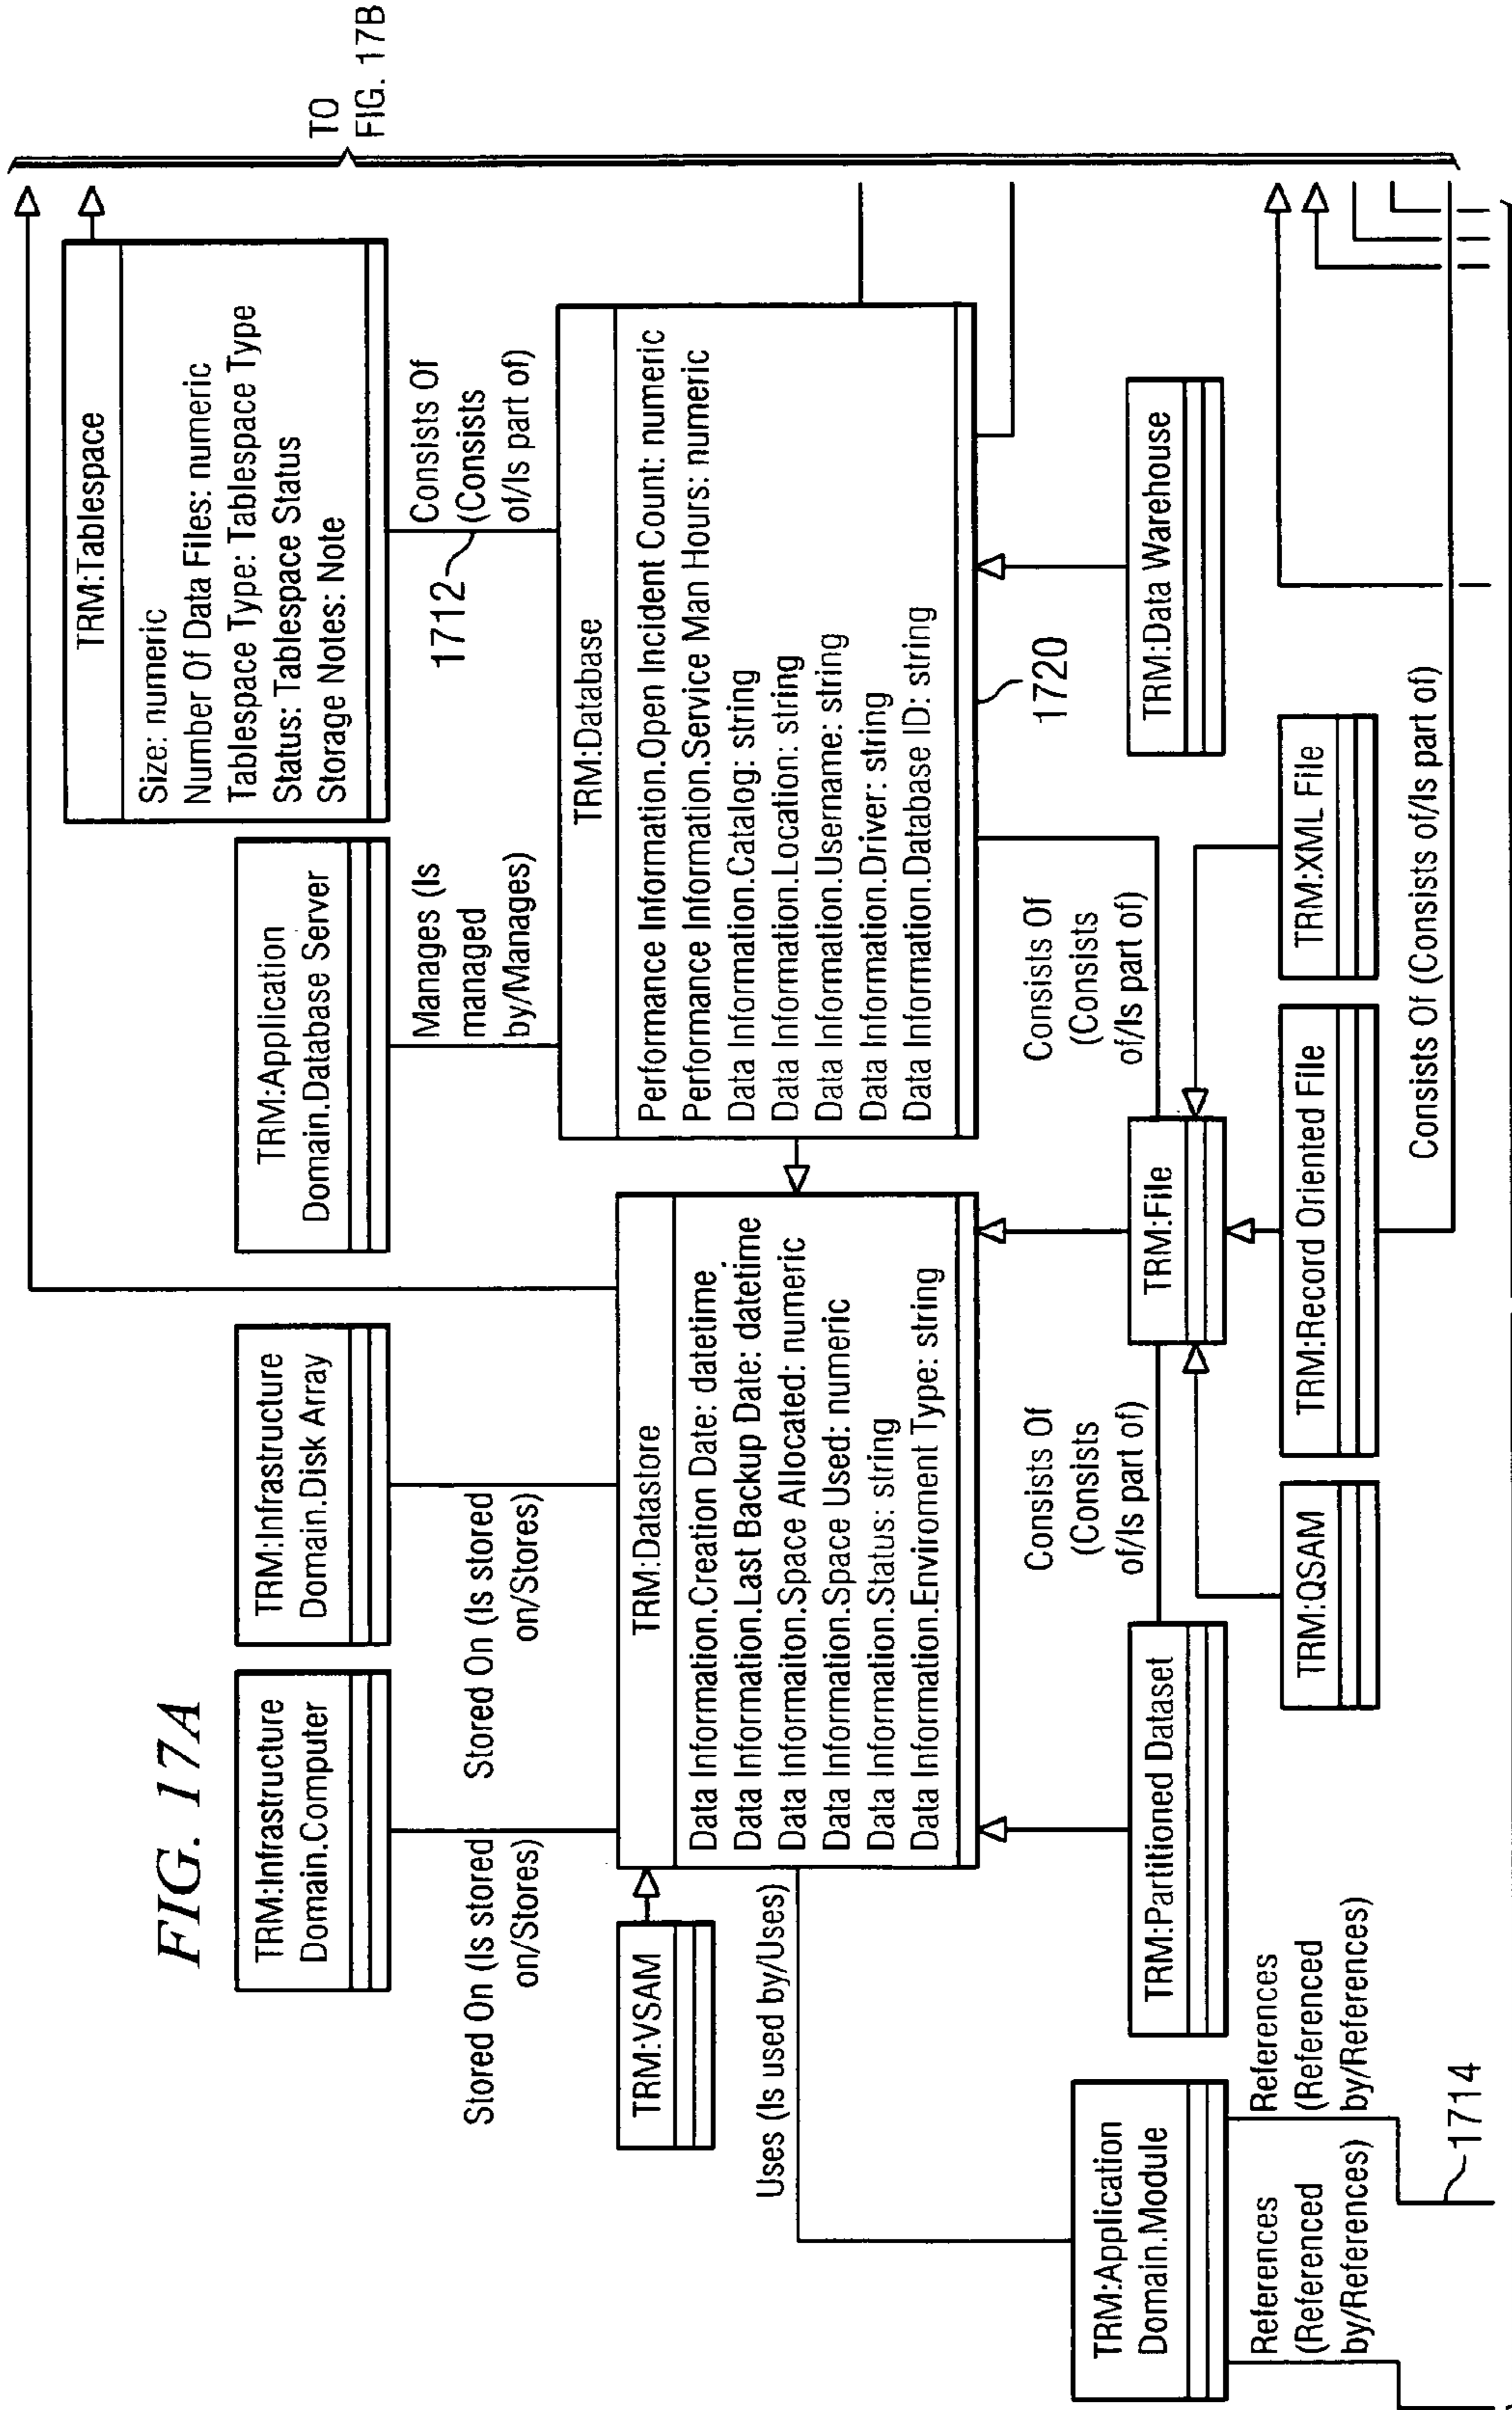 FIG. 17A
TO
FIG. 17B
TRM:Infrastructure
Domain.Computer
TRM:Infrastructure
Domain.Disk Array
TRM:Application
Domain.Database Server
TRM:Tablespace
Size: numeric
Number Of Data Files: numeric
Tablespace Type: Tablespace Type
Status: Tablespace Status
Storage Notes: Note
Stored On (Is stored
on/Stores)
Stored On (Is stored
on/Stores)
Manages (Is
managed
by/Manages)
1712
Consists Of
(Consists
of/Is part of)
TRM:VSAM
TRM:Datastore
Data Information.Creation Date: datetime
Data Information.Last Backup Date: datetime
Data Informaiton.Space Allocated: numeric
Data Information.Space Used: numeric
Data Information.Status: string
Data Information.Enviroment Type: string
TRM:Database
Performance Information.Open Incident Count: numeric
Performance Information.Service Man Hours: numeric
Data Information.Catalog: string
Data Information.Location: string
Data Information.Username: string
Data Information.Driver: string
Data Information.Database ID: string
1720
Uses (Is used by/Uses)
Consists Of
(Consists
of/Is part of)
Consists Of
(Consists
of/Is part of)
TRM:Application
Domain.Module
TRM:Partitioned Dataset
TRM:File
TRM:Data Warehouse
References
(Referenced
by/References)
References
(Referenced
by/References)
1714
TRM:QSAM
TRM:Record Oriented File
TRM:XML File
Consists Of (Consists of/Is part of)